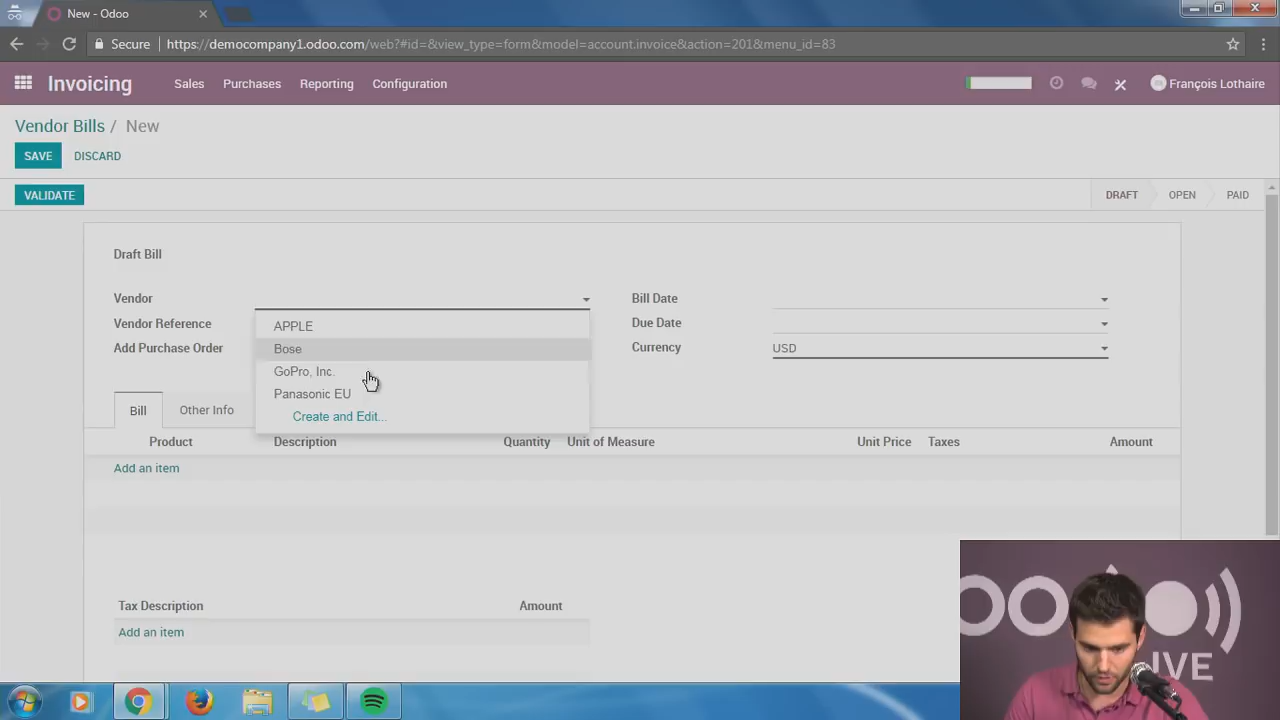 New - Odoo
Secure https://democompany1.odoo.com/web?#id=&view_type=form&model=account.invoice&action=201&menu_id=83
Invoicing Sales Purchases Reporting Configuration François Lothaire
Vendor Bills / New
SAVE DISCARD
VALIDATE DRAFT OPEN PAID
Draft Bill
Vendor Bill Date
Vendor Reference APPLE Due Date
Add Purchase Order Bose Currency USD
GoPro, Inc.
Panasonic EU
Create and Edit...
Bill Other Info
Product Description Quantity Unit of Measure Unit Price Taxes Amount
Add an item
Tax Description Amount
Add an item
odoo
LIVE